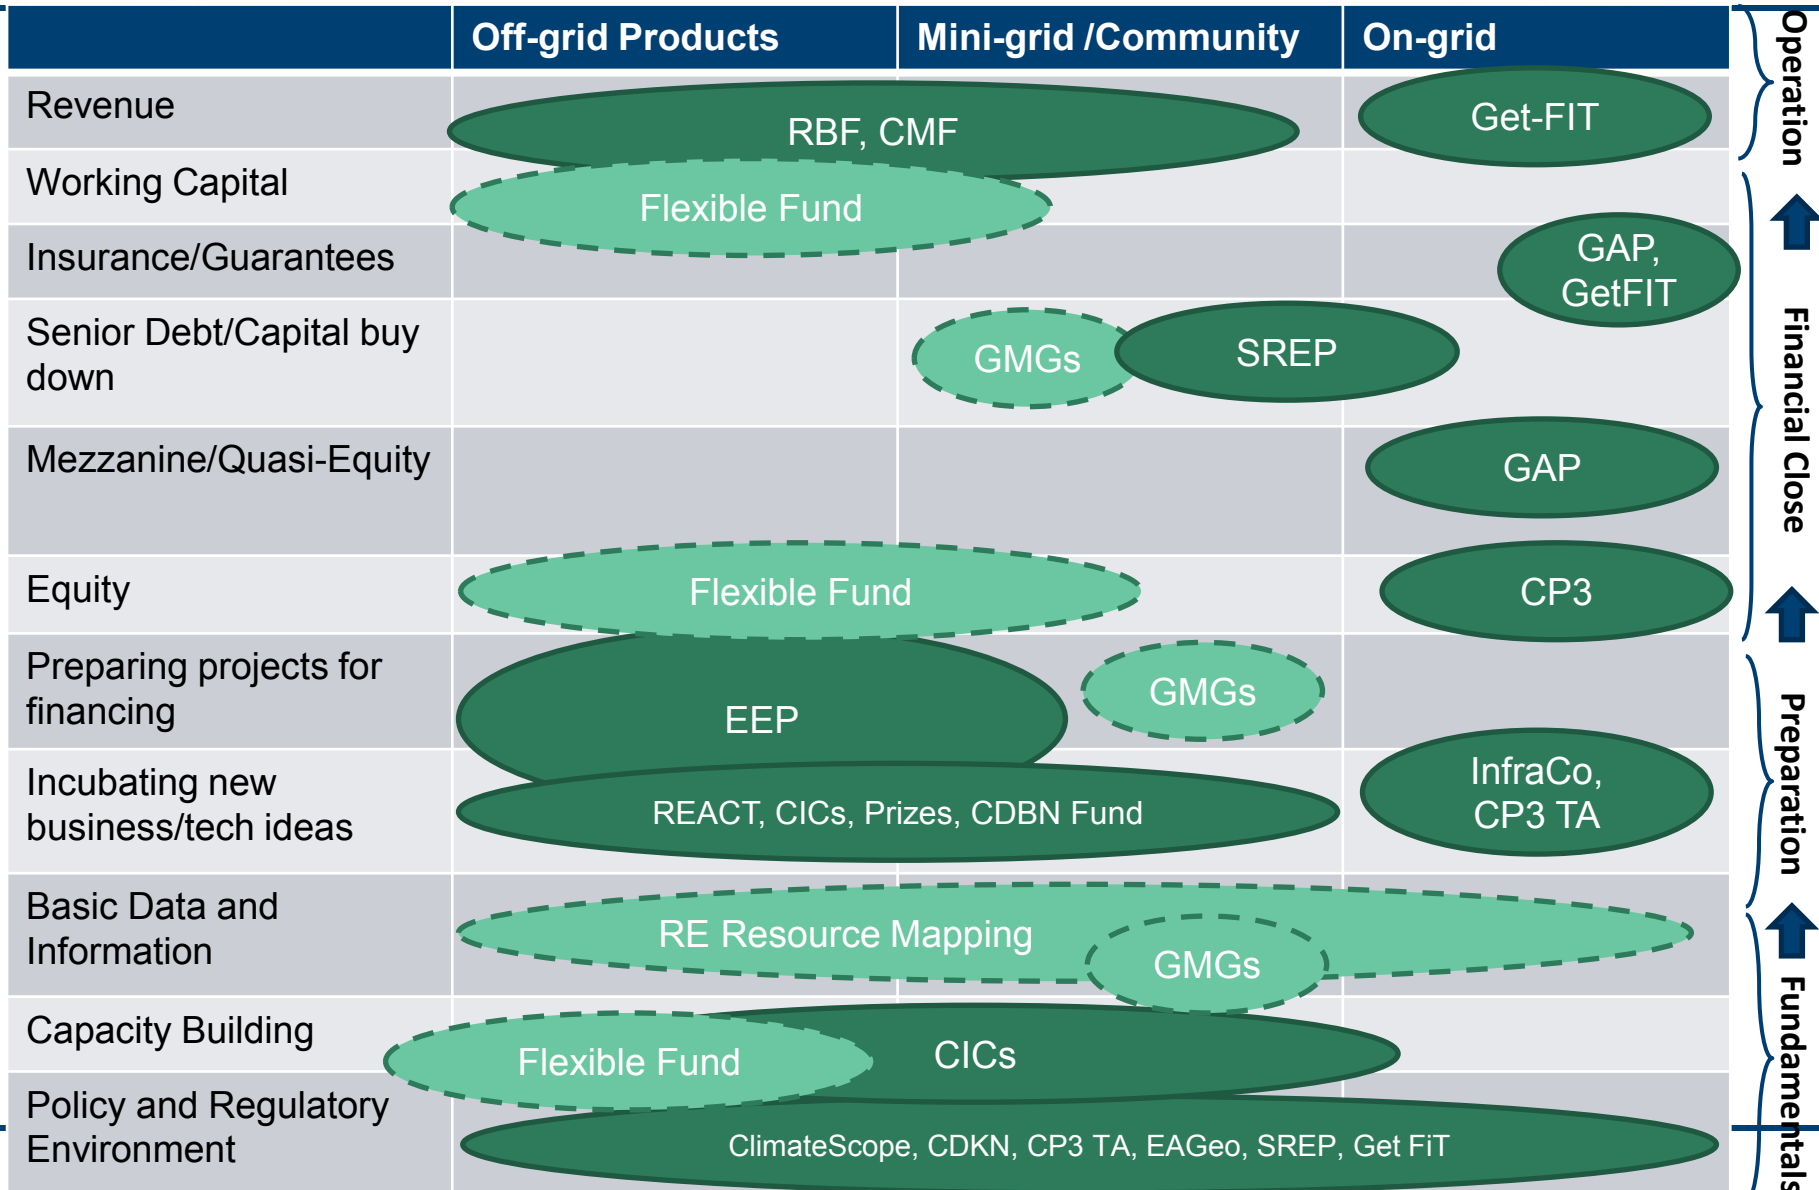 Off-grid Products
Mini-grid /Community
On-grid
Operation
Revenue
RBF, CMF
Get-FIT
Working Capital
Flexible Fund
Insurance/Guarantees
GAP,
GetFIT
Senior Debt/Capital buy
down
GMGs
SREP
Financial Close
Mezzanine/Quasi-Equity
GAP
Equity
Flexible Fund
CP3
Preparing projects for
financing
EEP
GMGs
Preparation
Incubating new
business/tech ideas
REACT, CICs, Prizes, CDBN Fund
InfraCo,
CP3 TA
Basic Data and
Information
RE Resource Mapping
GMGs
Fundamentals
Capacity Building
Flexible Fund
CICs
Policy and Regulatory
Environment
ClimateScope, CDKN, CP3 TA, EAGeo, SREP, Get FiT